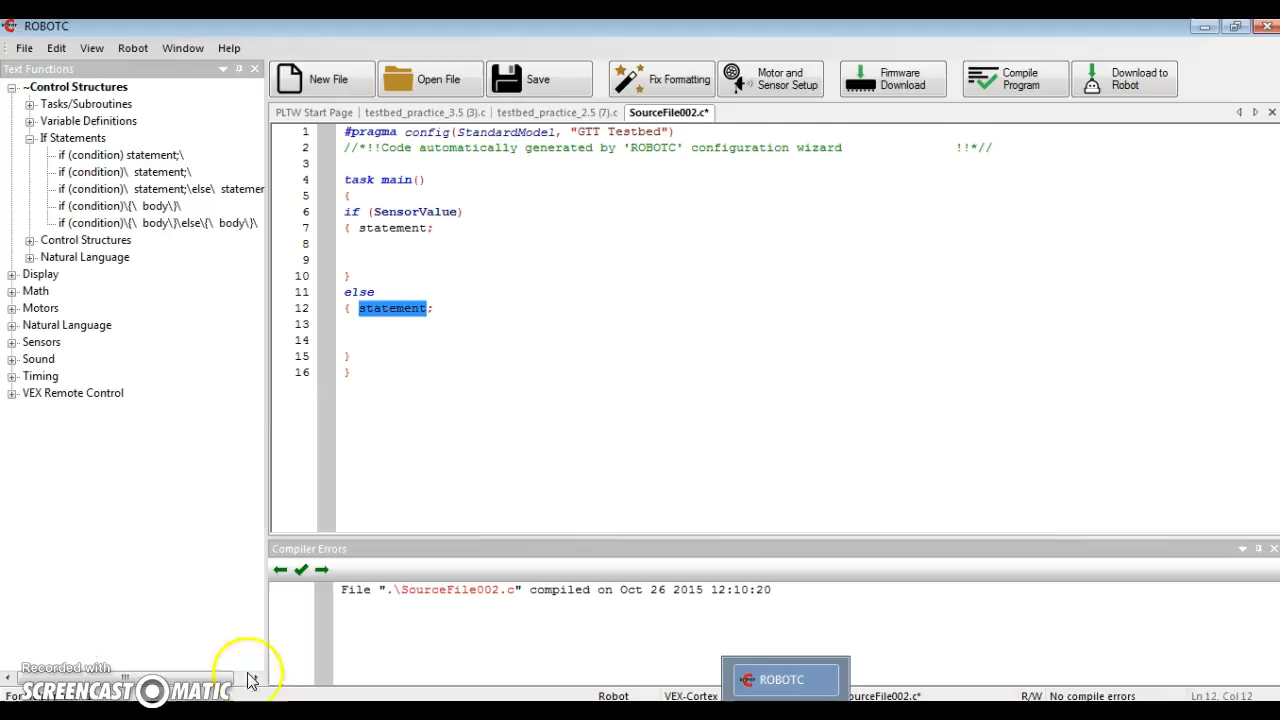 ROBOTC
File Edit View Robot Window Help
Text Functions
~Control Structures
Tasks/Subroutines
Variable Definitions
If Statements
if (condition) statement;\
if (condition)\ statement;\
if (condition)\ statement;\else\ statemer
if (condition)\{\ body\}\
if (condition)\{\ body\}\else\{\ body\}\
Control Structures
Natural Language
Display
Math
Motors
Natural Language
Sensors
Sound
Timing
VEX Remote Control
New File Open File Save Fix Formatting Motor and Sensor Setup Firmware Download Compile Program Download to Robot
PLTW Start Page testbed_practice_3.5 (3).c testbed_practice_2.5 (7).c SourceFile002.c*
1 #pragma config(StandardModel, "GTT Testbed")
2 //*!!Code automatically generated by 'ROBOTC' configuration wizard !!*//
3
4 task main()
5 {
6 if (SensorValue)
7 { statement;
8
9
10 }
11 else
12 { statement;
13
14
15 }
16 }
Compiler Errors
File ".\SourceFile002.c" compiled on Oct 26 2015 12:10:20
ROBOTC
Recorded with
SCREENCAST MATIC
For
Robot VEX-Cortex ourceFile002.c* R/W No compile errors Ln 12, Col 12